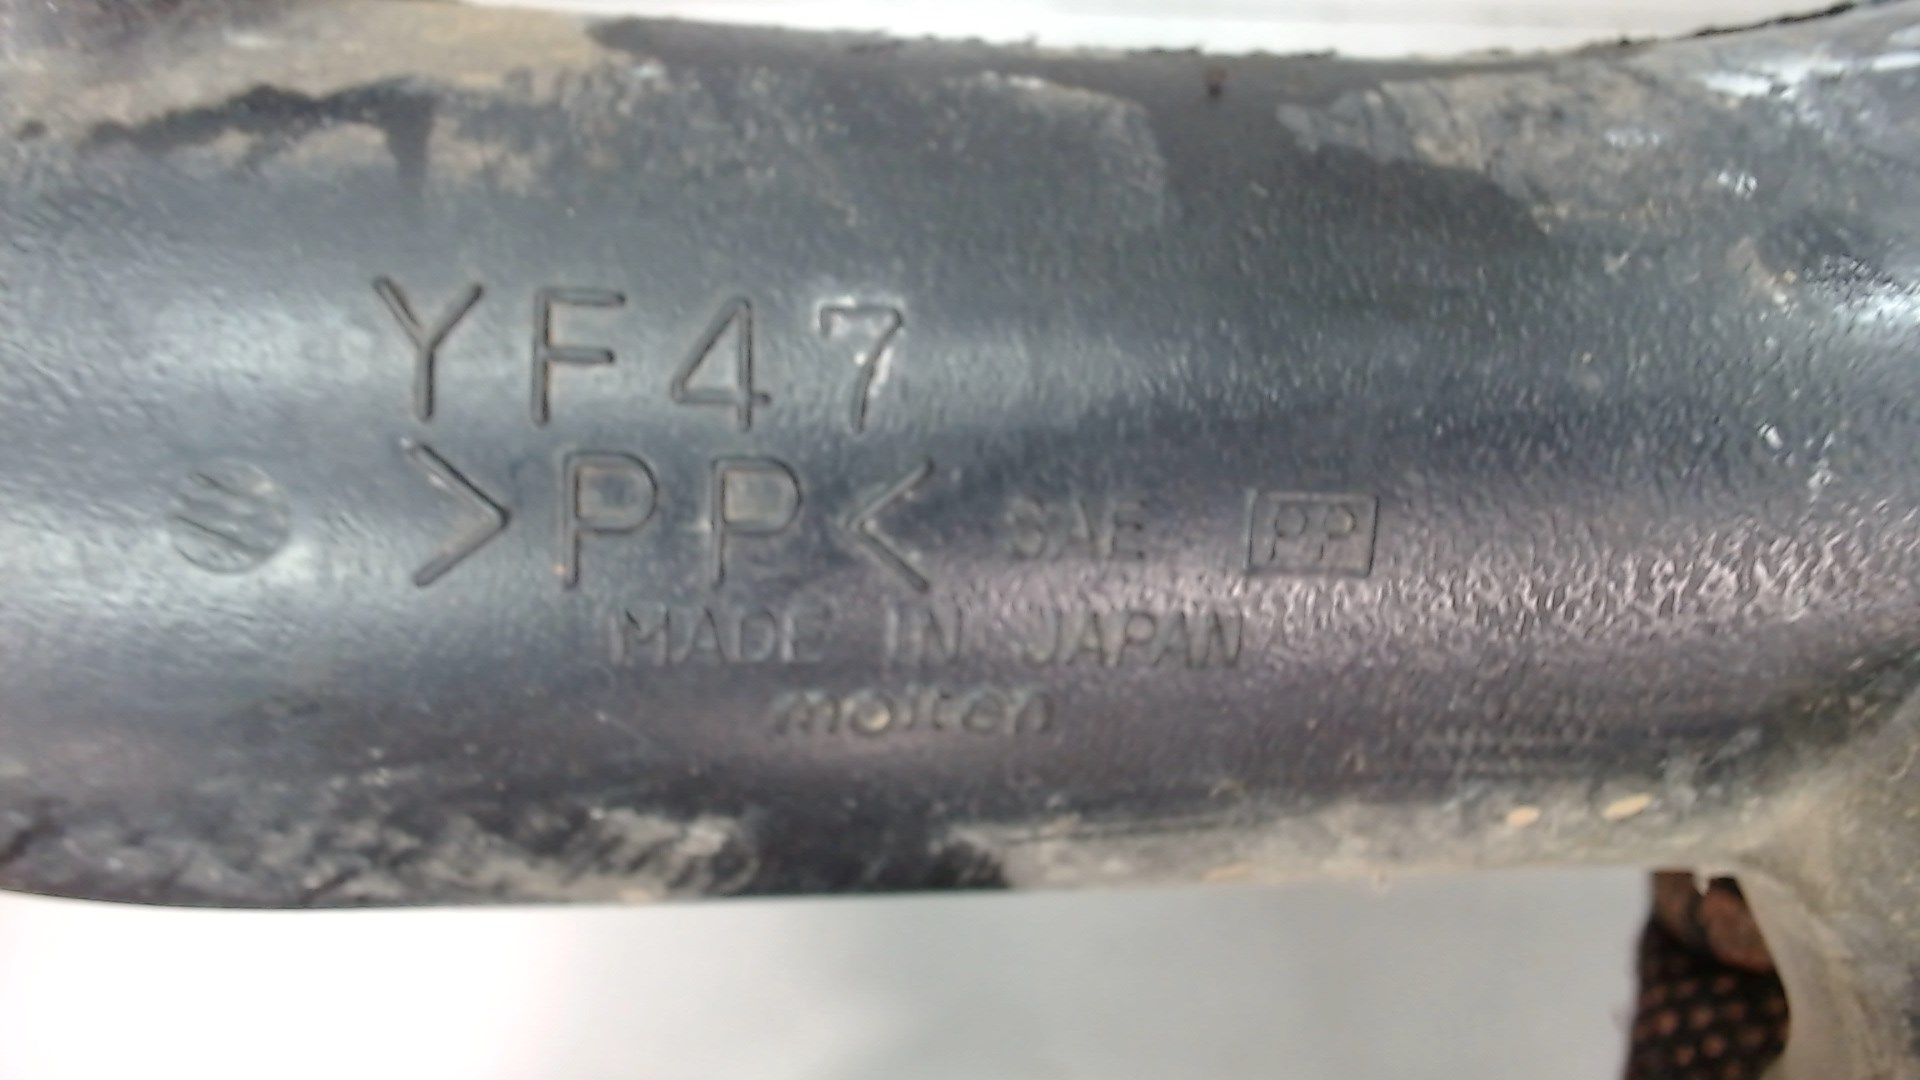 YF47
>PP< SAE PP
MADE IN JAPAN
molten